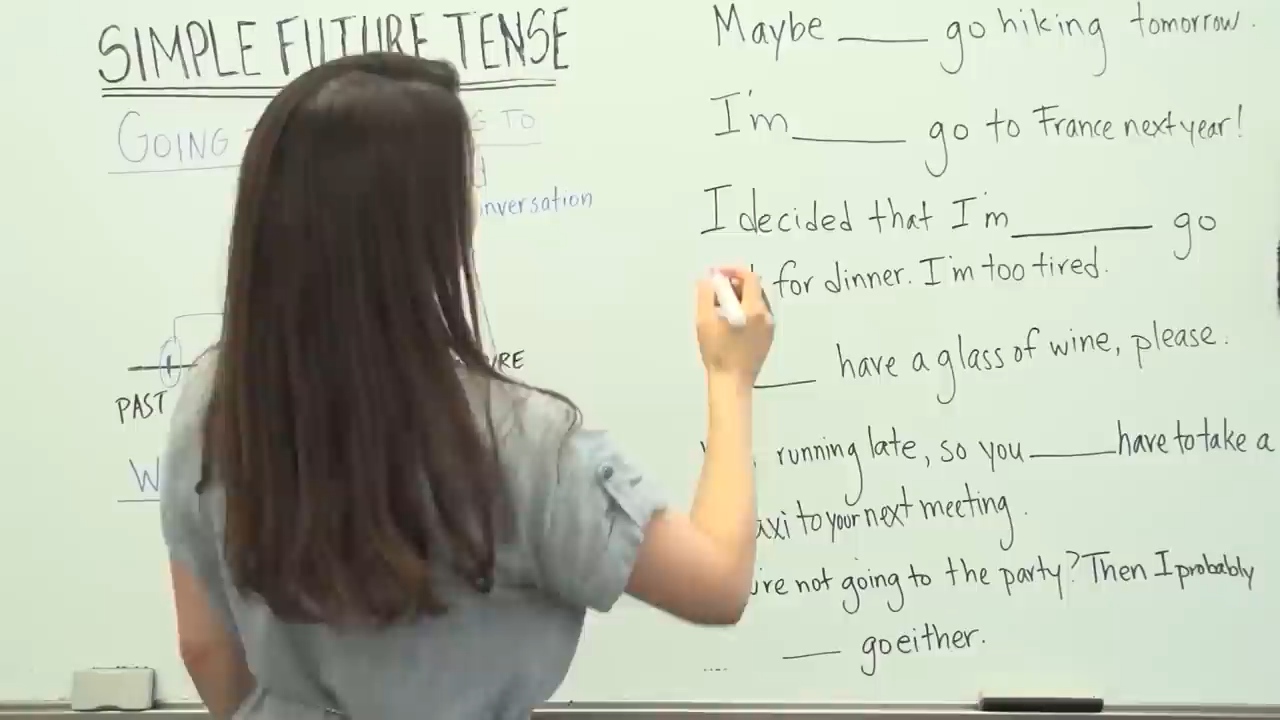 SIMPLE FUTURE TENSE
GOING G TO
nversation
PAST URE
W
Maybe ____ go hiking tomorrow.
I'm ____ go to France next year!
I decided that I'm ____ go
for dinner. I'm too tired.
____ have a glass of wine, please.
running late, so you ____ have to take a
axi to your next meeting.
're not going to the party? Then I probably
____ go either.